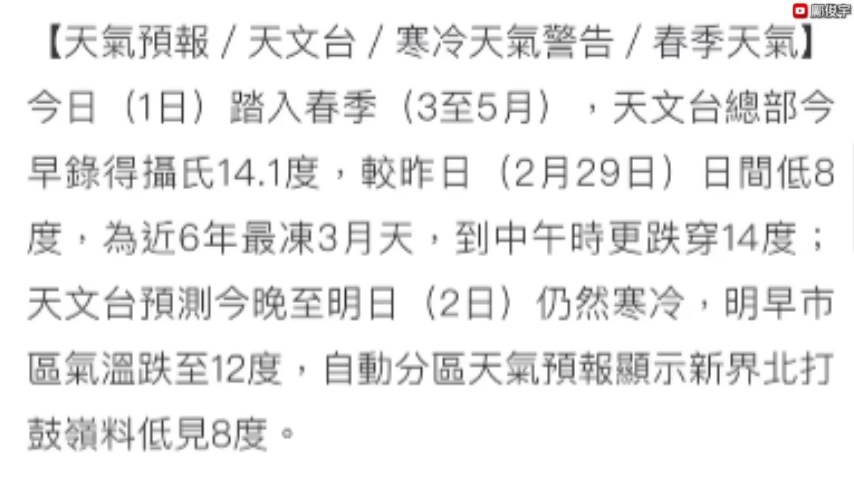 鄺俊宇
【天氣預報 / 天文台 / 寒冷天氣警告 / 春季天氣】
今日（1日）踏入春季（3至5月），天文台總部今
早錄得攝氏14.1度，較昨日（2月29日）日間低8
度，為近6年最凍3月天，到中午時更跌穿14度；
天文台預測今晚至明日（2日）仍然寒冷，明早市
區氣溫跌至12度，自動分區天氣預報顯示新界北打
鼓嶺料低見8度。